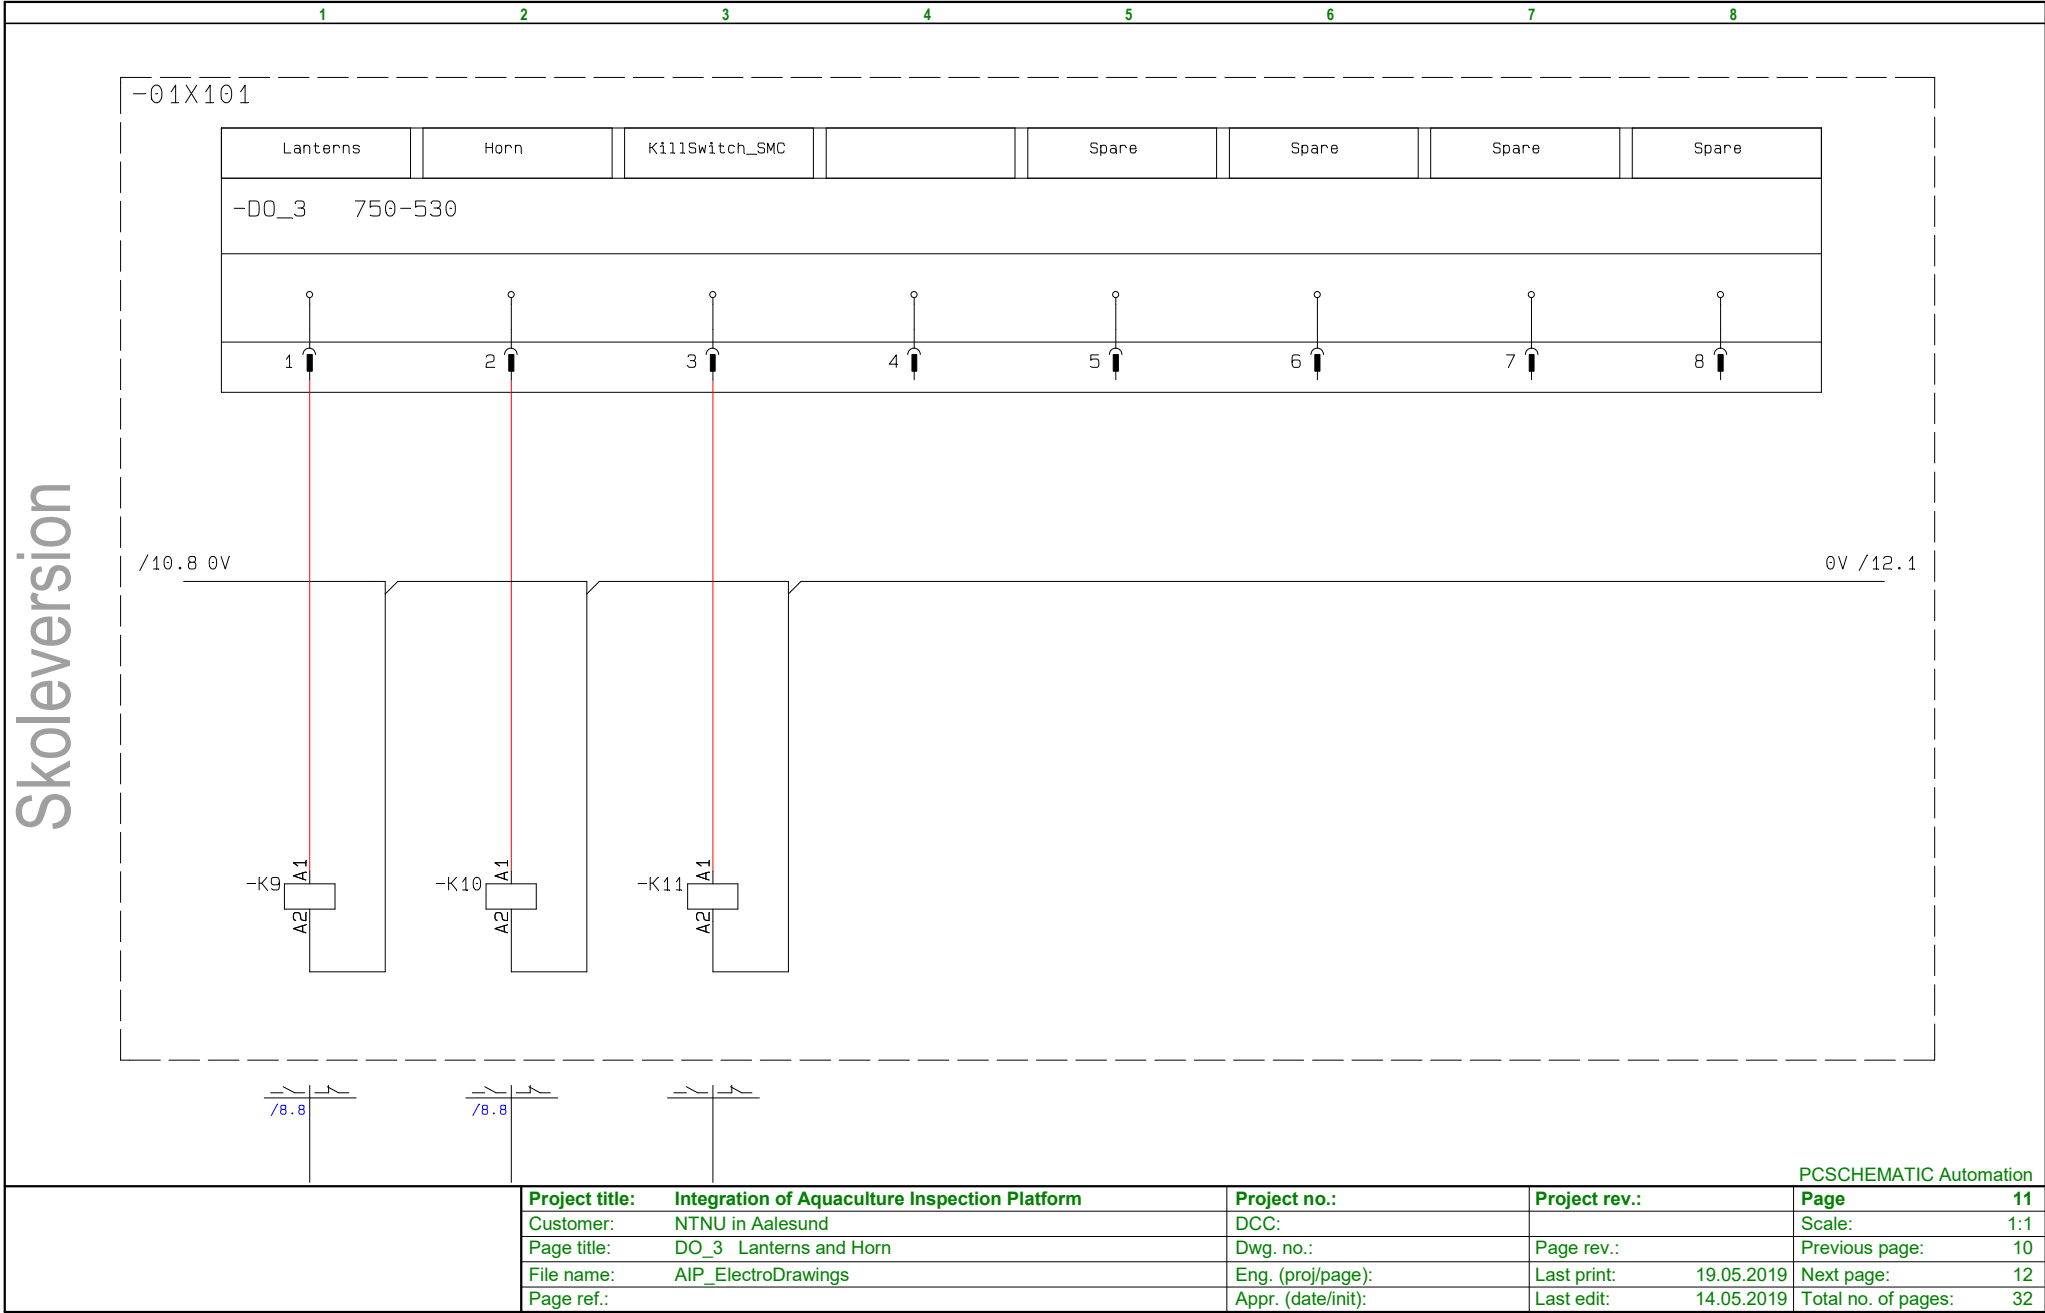 1 2 3 4 5 6 7 8
-01X101
Lanterns Horn KillSwitch_SMC Spare Spare Spare Spare
-DO_3 750-530
1 2 3 4 5 6 7 8
/10.8 0V 0V /12.1
Skoleversion
-K9 A1 -K10 A1 -K11 A1
A2 A2 A2
/8.8 /8.8
PCSCHEMATIC Automation
Project title: Integration of Aquaculture Inspection Platform Project no.: Project rev.: Page 11
Customer: NTNU in Aalesund DCC: Scale: 1:1
Page title: DO_3 Lanterns and Horn Dwg. no.: Page rev.: Previous page: 10
File name: AIP_ElectroDrawings Eng. (proj/page): Last print: 19.05.2019 Next page: 12
Page ref.: Appr. (date/init): Last edit: 14.05.2019 Total no. of pages: 32